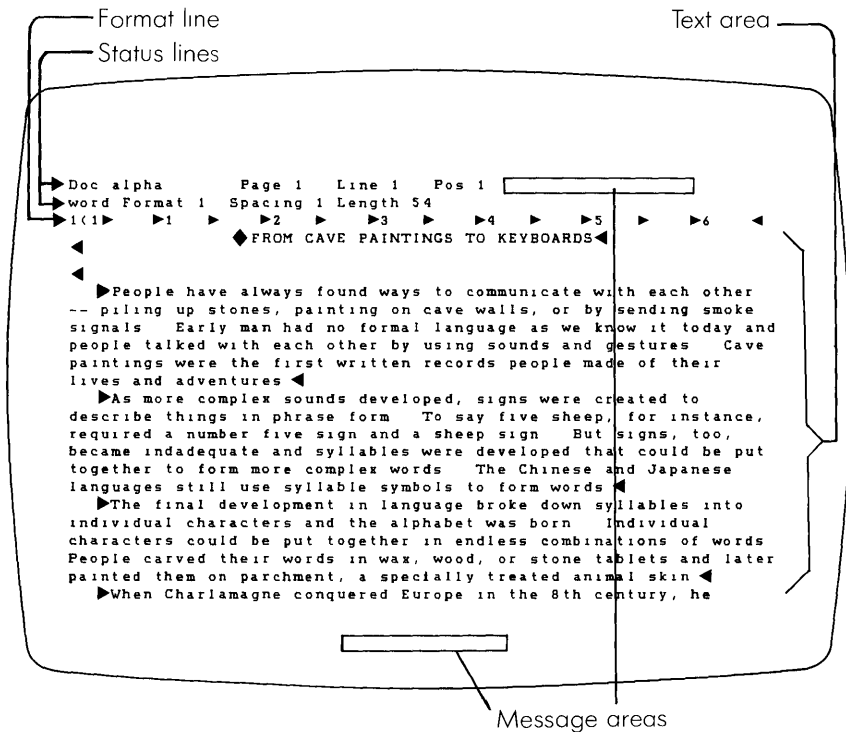 Format line
Text area
Status lines
▶Doc alpha Page 1 Line 1 Pos 1
▶word Format 1 Spacing 1 Length 54
▶1(1▶ ▶1 ▶ ▶2 ▶ ▶3 ▶ ▶4 ▶ ▶5 ▶ ▶6 ◀
◆FROM CAVE PAINTINGS TO KEYBOARDS◀
◀
◀
▶People have always found ways to communicate with each other
-- piling up stones, painting on cave walls, or by sending smoke
signals Early man had no formal language as we know it today and
people talked with each other by using sounds and gestures Cave
paintings were the first written records people made of their
lives and adventures ◀
▶As more complex sounds developed, signs were created to
describe things in phrase form To say five sheep, for instance,
required a number five sign and a sheep sign But signs, too,
became indadequate and syllables were developed that could be put
together to form more complex words The Chinese and Japanese
languages still use syllable symbols to form words ◀
▶The final development in language broke down syllables into
individual characters and the alphabet was born Individual
characters could be put together in endless combinations of words
People carved their words in wax, wood, or stone tablets and later
painted them on parchment, a specially treated animal skin ◀
▶When Charlamagne conquered Europe in the 8th century, he
Message areas